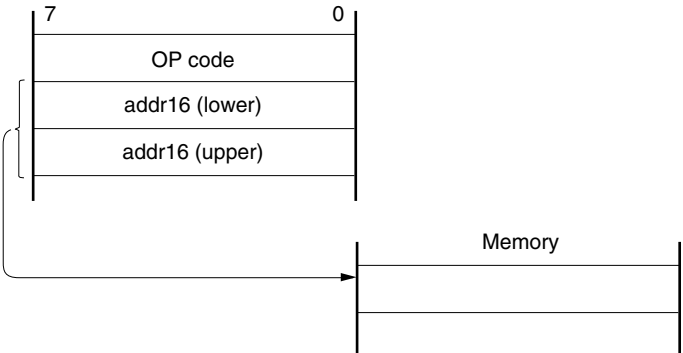 7 0
OP code
addr16 (lower)
addr16 (upper)
Memory